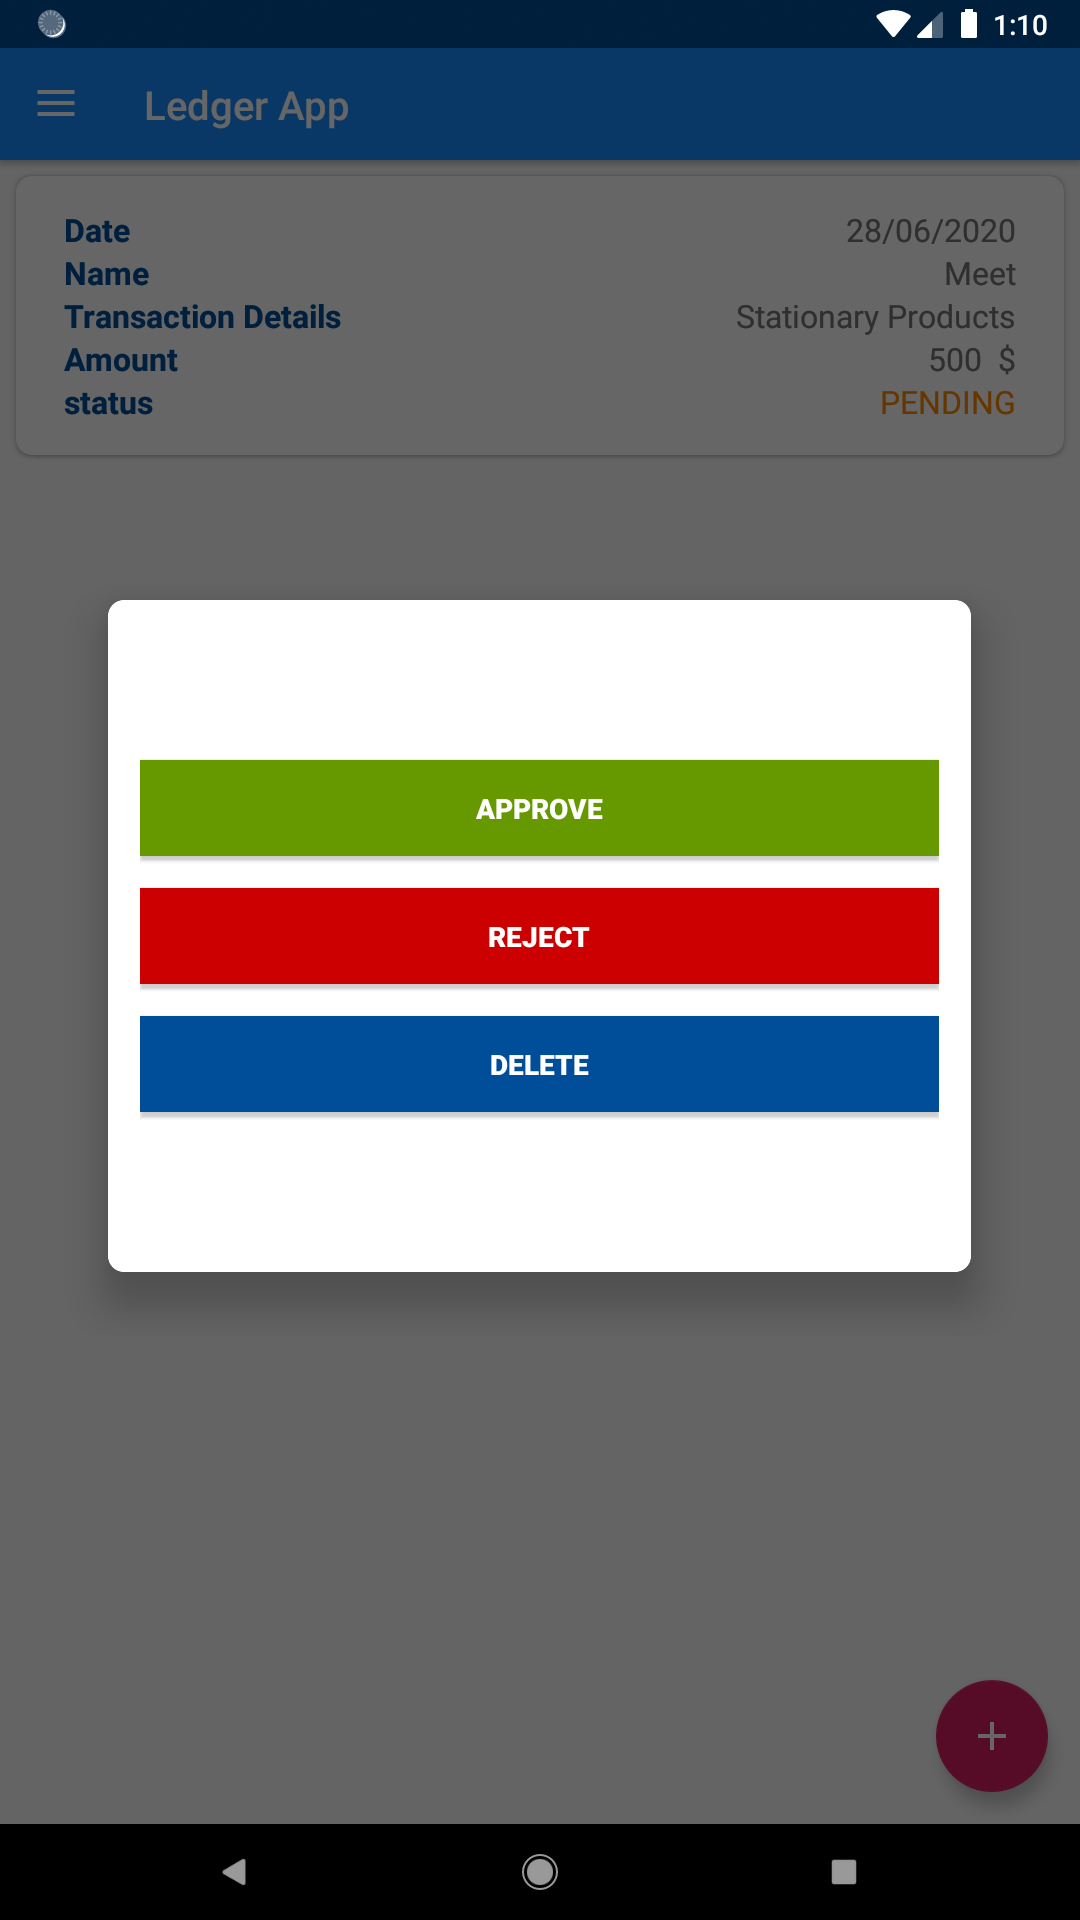 1:10
Ledger App
Date 28/06/2020
Name Meet
Transaction Details Stationary Products
Amount 500 $
status PENDING
APPROVE
REJECT
DELETE